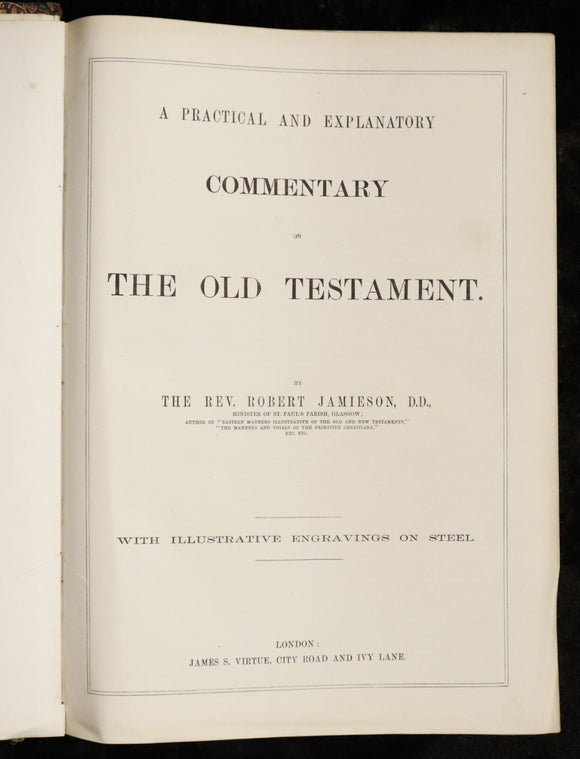 A PRACTICAL AND EXPLANATORY
COMMENTARY
ON
THE OLD TESTAMENT.
BY
THE REV. ROBERT JAMIESON, D.D.,
MINISTER OF ST. PAUL'S PARISH, GLASGOW;
AUTHOR OF "EASTERN MANNERS ILLUSTRATIVE OF THE OLD AND NEW TESTAMENTS,"
"THE MANNERS AND TRIALS OF THE PRIMITIVE CHRISTIANS,"
ETC. ETC.
WITH ILLUSTRATIVE ENGRAVINGS ON STEEL.
LONDON:
JAMES S. VIRTUE, CITY ROAD AND IVY LANE.